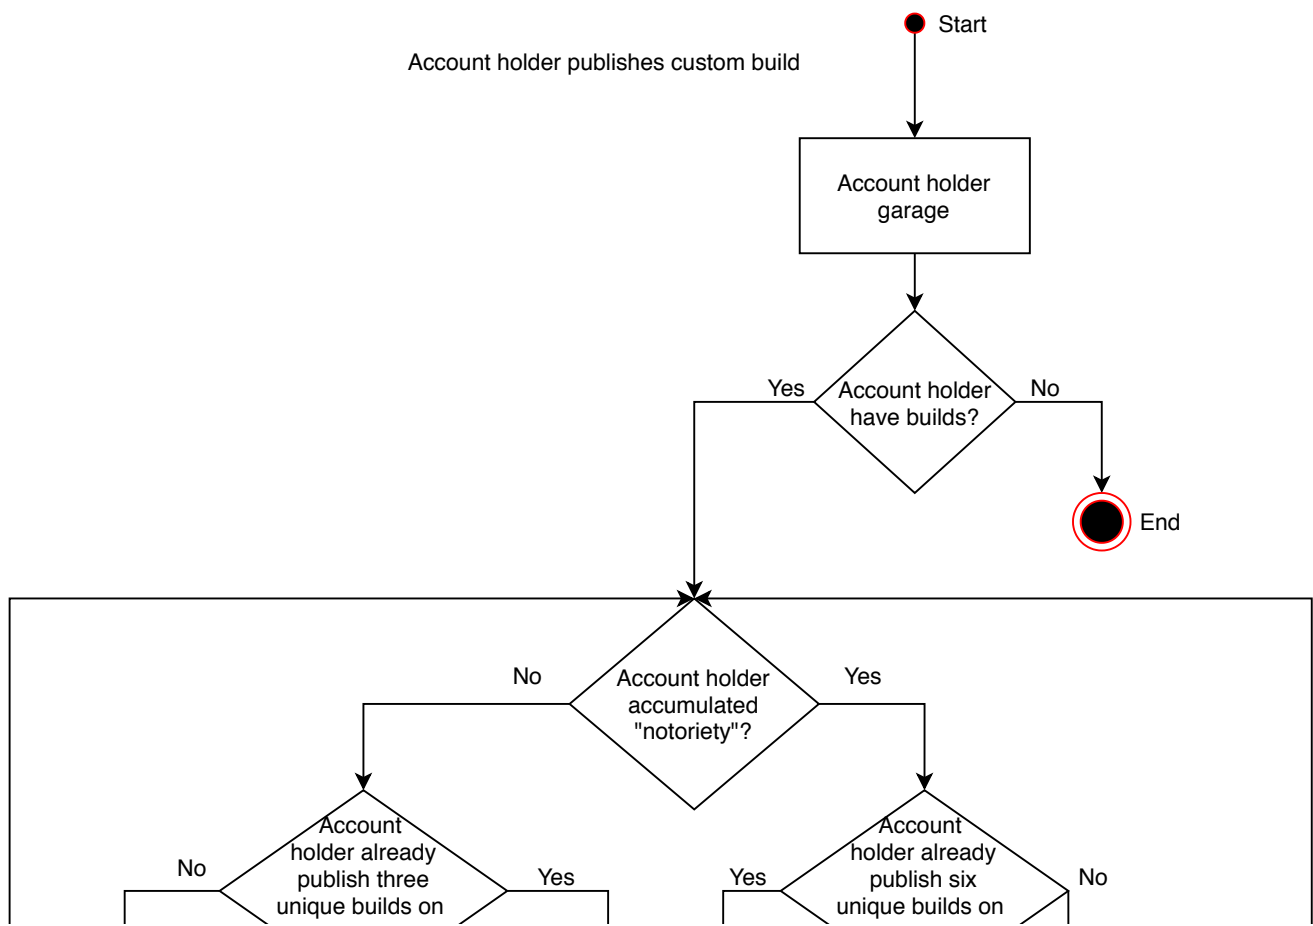 Start
Account holder publishes custom build
Account holder
garage
Yes
Account holder
have builds?
No
End
No
Account holder
accumulated
"notoriety"?
Yes
No
Account
holder already
publish three
unique builds on
Yes
Yes
Account
holder already
publish six
unique builds on
No